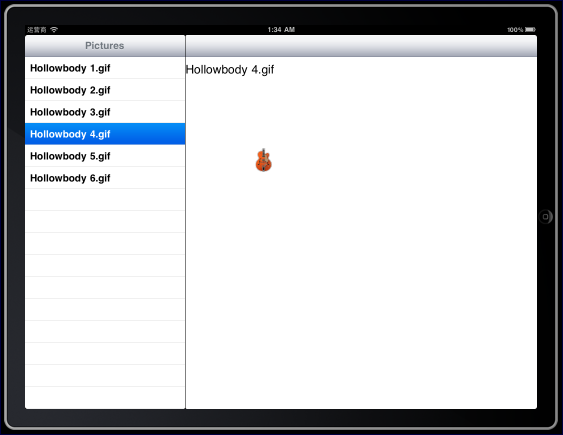 运营商 1:34 AM 100%
Pictures
Hollowbody 1.gif
Hollowbody 2.gif
Hollowbody 3.gif
Hollowbody 4.gif
Hollowbody 5.gif
Hollowbody 6.gif
Hollowbody 4.gif